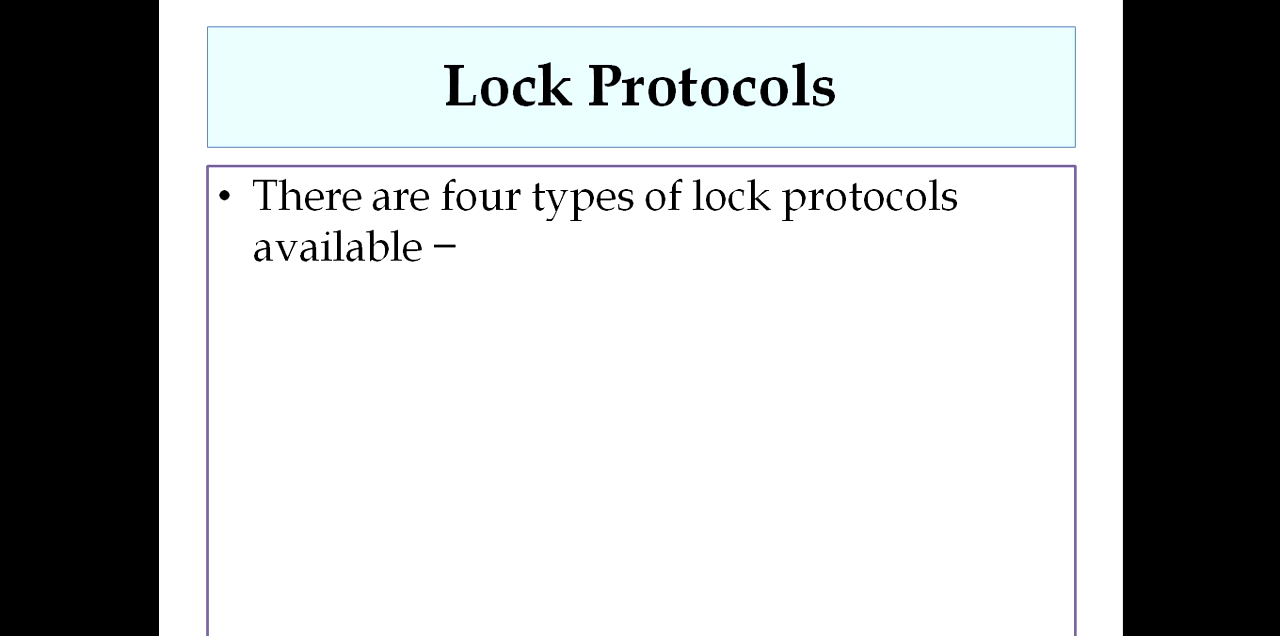 Lock Protocols
• There are four types of lock protocols
available –